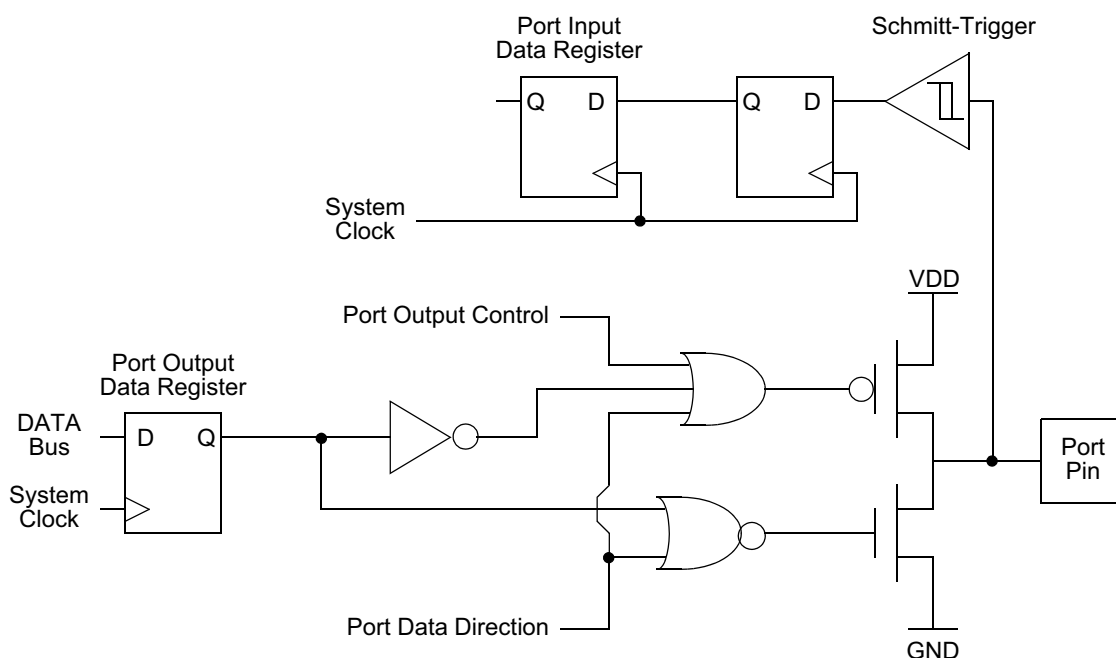 Port Input
Data Register
Schmitt-Trigger
Q
D
Q
D
System
Clock
VDD
Port Output Control
Port Output
Data Register
DATA
Bus
D
Q
System
Clock
Port
Pin
Port Data Direction
GND